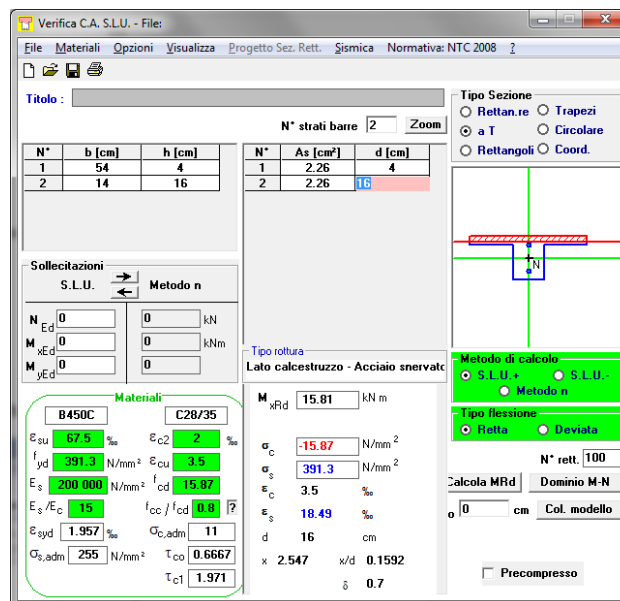 Verifica C.A. S.L.U. - File:
File Materiali Opzioni Visualizza Progetto Sez. Rett. Sismica Normativa: NTC 2008 ?
Titolo :
N° strati barre 2 Zoom
Tipo Sezione
Rettan.re Trapezi
a T Circolare
Rettangoli Coord.
N° b [cm] h [cm]
1 54 4
2 14 16
N° As [cm²] d [cm]
1 2.26 4
2 2.26 16
N
Sollecitazioni
S.L.U. Metodo n
N Ed 0 0 kN
M xEd 0 0 kNm
M yEd 0 0
Tipo rottura
Lato calcestruzzo - Acciaio snervato
Metodo di calcolo
S.L.U.+ S.L.U.-
Metodo n
Tipo flessione
Retta Deviata
N° rett. 100
Calcola MRd Dominio M-N
o 0 cm Col. modello
Precompresso
Materiali
B450C C28/35
εsu 67.5 ‰ εc2 2 ‰
fyd 391.3 N/mm² εcu 3.5
Es 200 000 N/mm² fcd 15.87
Es/Ec 15 fcc/fcd 0.8 ?
εsyd 1.957 ‰ σc,adm 11
σs,adm 255 N/mm² τco 0.6667
τc1 1.971
M xRd 15.81 kN m
σc -15.87 N/mm²
σs 391.3 N/mm²
εc 3.5 ‰
εs 18.49 ‰
d 16 cm
x 2.547 x/d 0.1592
δ 0.7